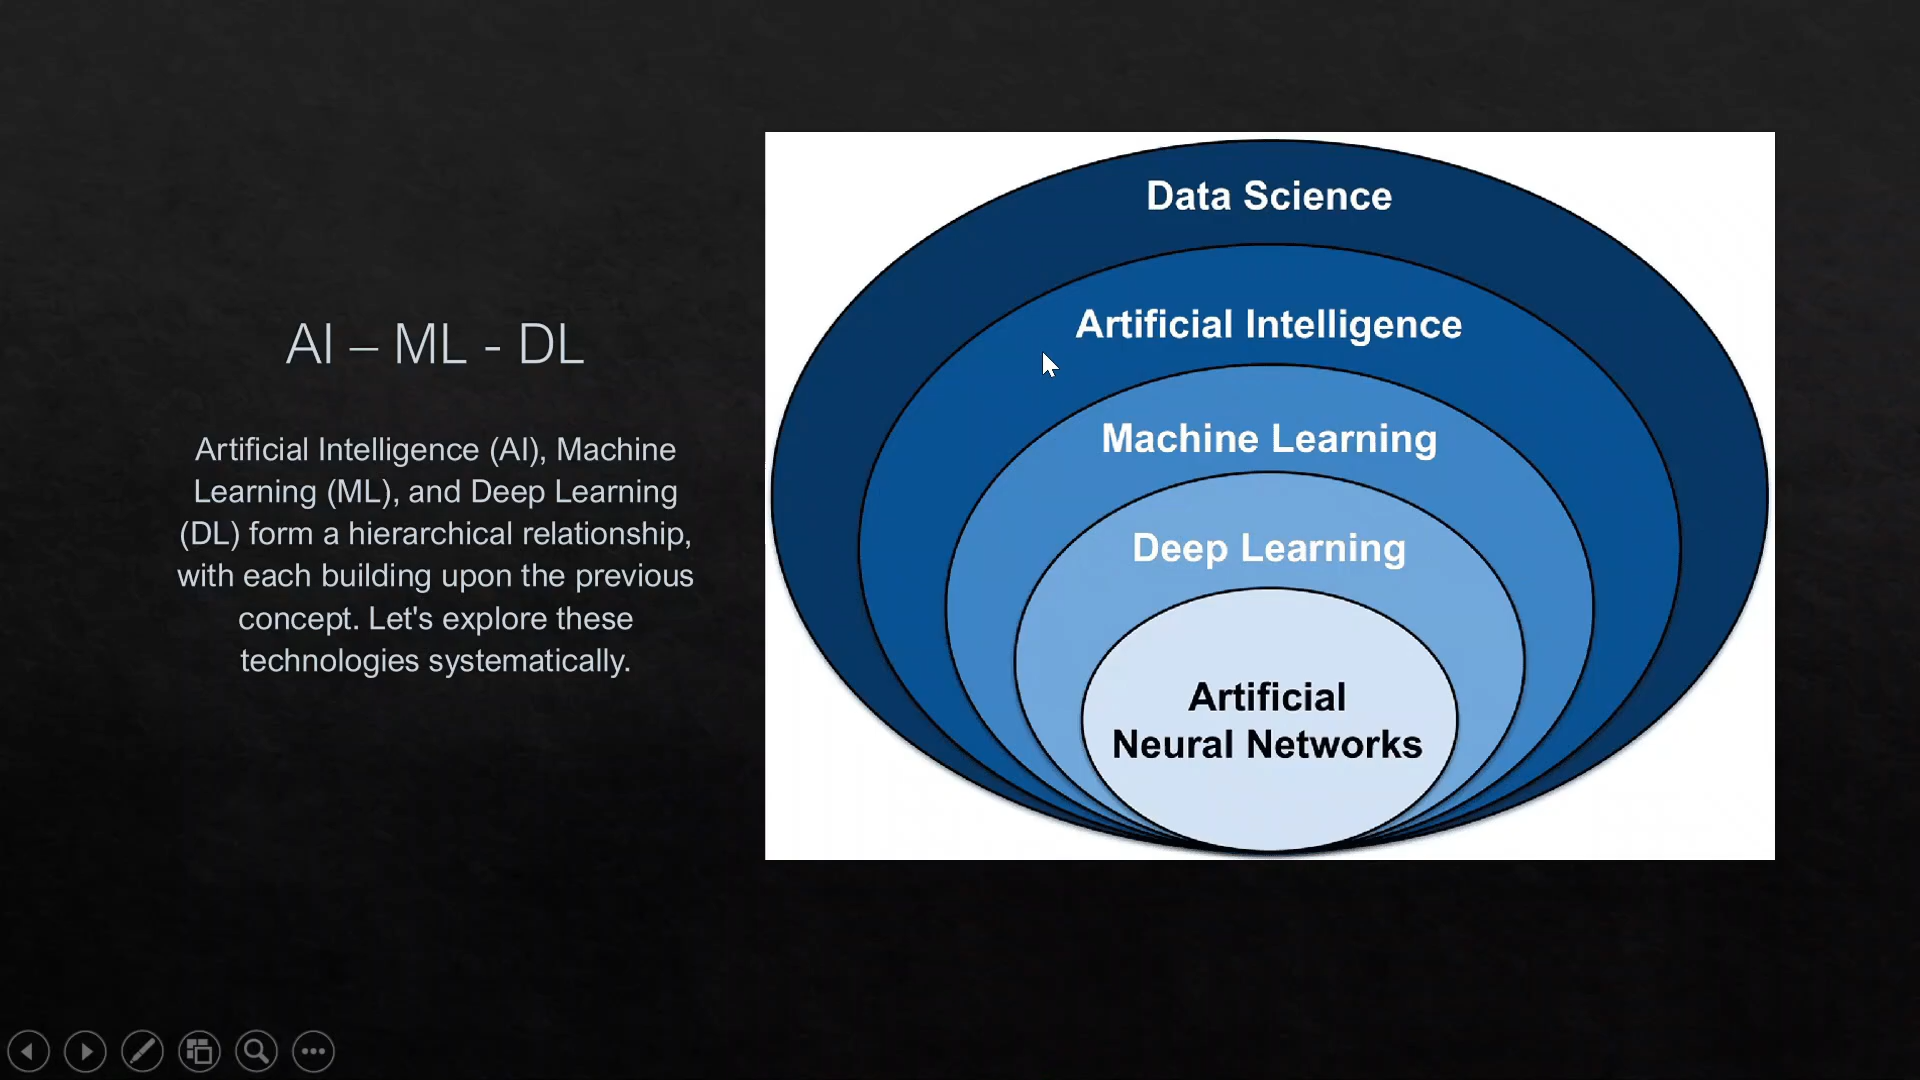 AI – ML - DL
Artificial Intelligence (AI), Machine
Learning (ML), and Deep Learning
(DL) form a hierarchical relationship,
with each building upon the previous
concept. Let's explore these
technologies systematically.
Data Science
Artificial Intelligence
Machine Learning
Deep Learning
Artificial
Neural Networks